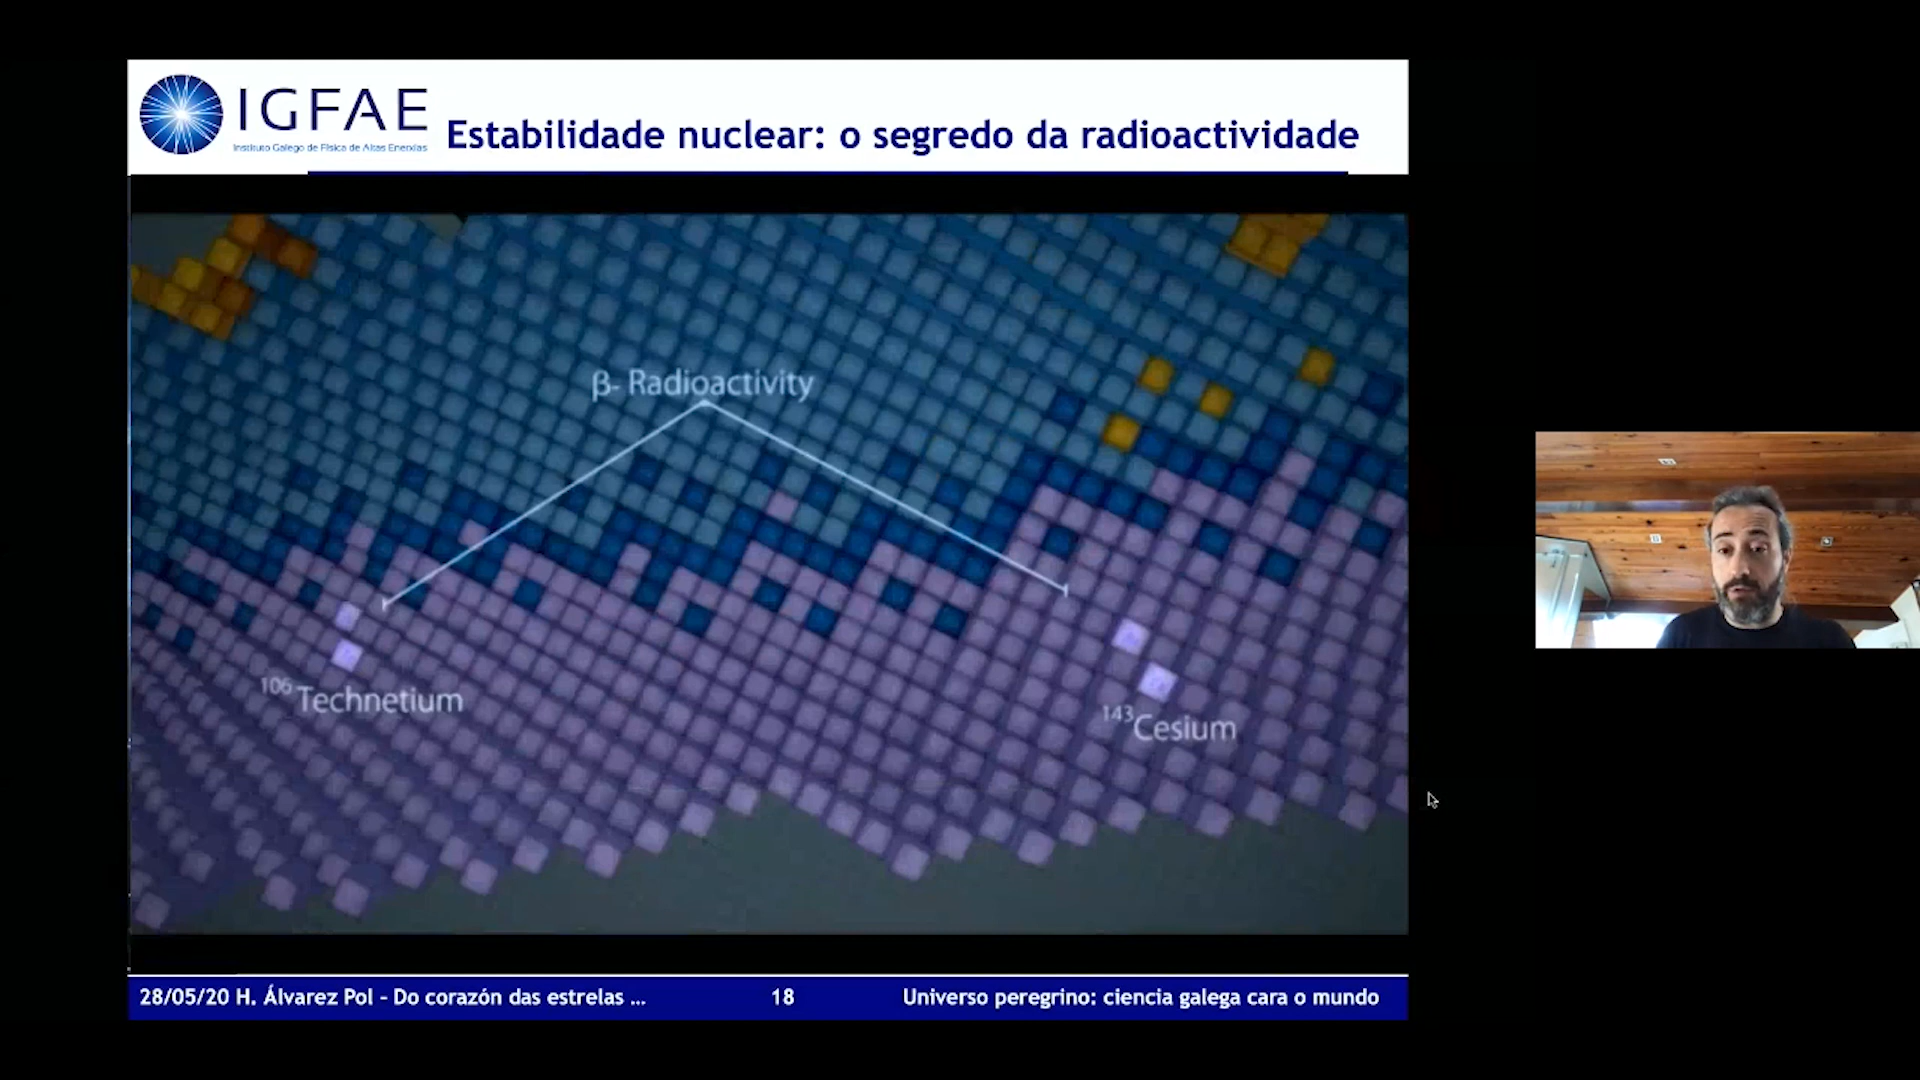 IGFAE
Instituto Galego de Física de Altas Enerxías
Estabilidade nuclear: o segredo da radioactividade
β- Radioactivity
106Technetium
143Cesium
28/05/20 H. Álvarez Pol - Do corazón das estrelas ...
18
Universo peregrino: ciencia galega cara o mundo